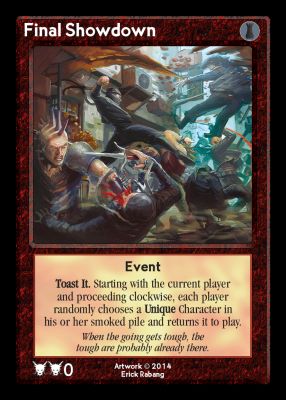 Final Showdown
Event
Toast It. Starting with the current player
and proceeding clockwise, each player
randomly chooses a Unique Character in
his or her smoked pile and returns it to play.
When the going gets tough, the
tough are probably already there.
0
Artwork © 2014
Erick Rabang